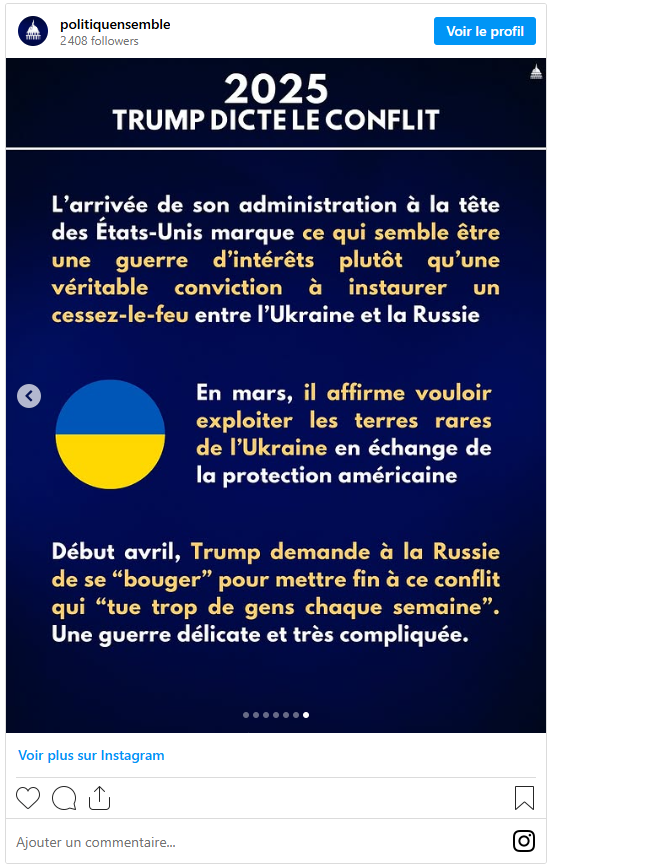 politiquensemble
2 408 followers
Voir le profil
2025
TRUMP DICTE LE CONFLIT
L’arrivée de son administration à la tête
des États-Unis marque ce qui semble être
une guerre d’intérêts plutôt qu’une
véritable conviction à instaurer un
cessez-le-feu entre l’Ukraine et la Russie
En mars, il affirme vouloir
exploiter les terres rares
de l’Ukraine en échange de
la protection américaine
Début avril, Trump demande à la Russie
de se “bouger” pour mettre fin à ce conflit
qui “tue trop de gens chaque semaine”.
Une guerre délicate et très compliquée.
Voir plus sur Instagram
Ajouter un commentaire...